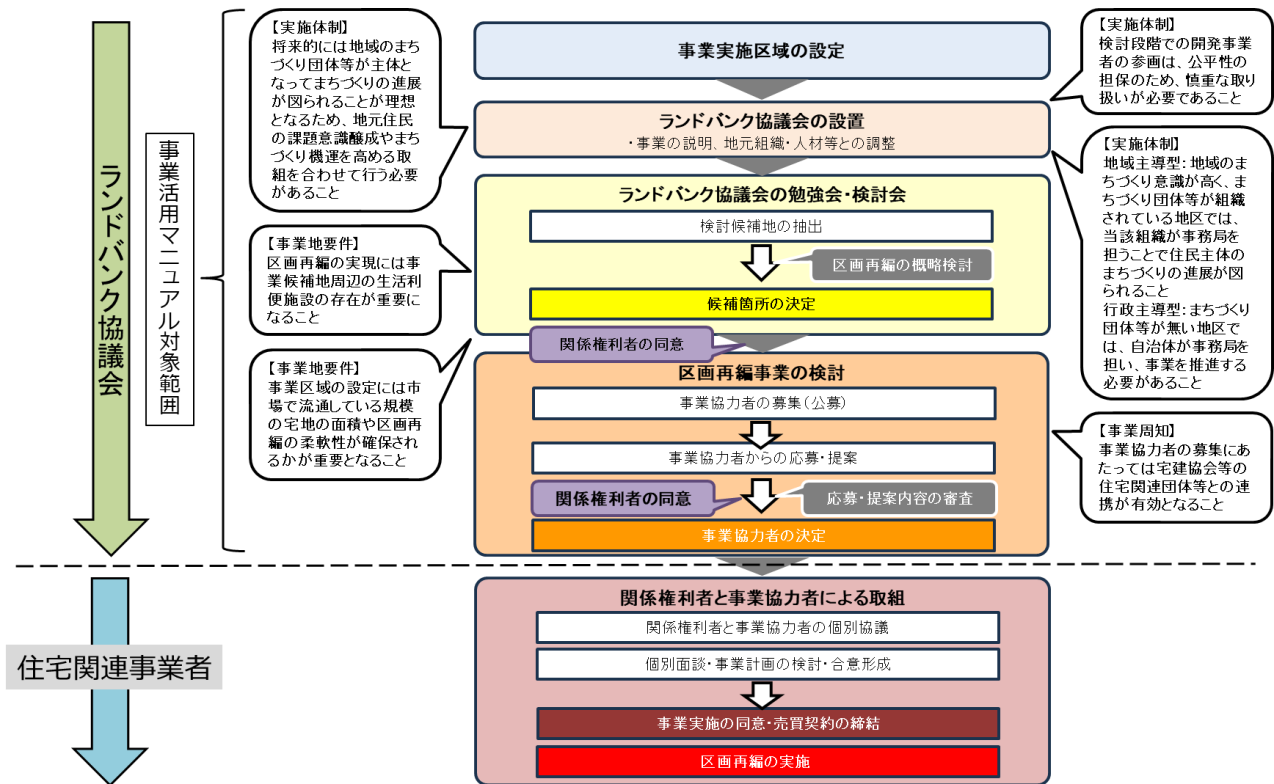 ランドバンク協議会
事業活用マニュアル対象範囲
住宅関連事業者
【実施体制】
将来的には地域のまち
づくり団体等が主体と
なってまちづくりの進展
が図られることが理想
となるため、地元住民
の課題意識醸成やまち
づくり機運を高める取
組を合わせて行う必要
があること
【事業地要件】
区画再編の実現には事
業候補地周辺の生活利
便施設の存在が重要に
なること
【事業地要件】
事業区域の設定には市
場で流通している規模
の宅地の面積や区画再
編の柔軟性が確保され
るかが重要となること
事業実施区域の設定
ランドバンク協議会の設置
・事業の説明、地元組織・人材等との調整
ランドバンク協議会の勉強会・検討会
検討候補地の抽出
区画再編の概略検討
候補箇所の決定
関係権利者の同意
区画再編事業の検討
事業協力者の募集(公募)
事業協力者からの応募・提案
関係権利者の同意
応募・提案内容の審査
事業協力者の決定
関係権利者と事業協力者による取組
関係権利者と事業協力者の個別協議
個別面談・事業計画の検討・合意形成
事業実施の同意・売買契約の締結
区画再編の実施
【実施体制】
検討段階での開発事業
者の参画は、公平性の
担保のため、慎重な取り
扱いが必要であること
【実施体制】
地域主導型:地域のま
ちづくり意識が高く、ま
ちづくり団体等が組織
されている地区では、
当該組織が事務局を
担うことで住民主体の
まちづくりの進展が図
られること
行政主導型:まちづくり
団体等が無い地区で
は、自治体が事務局を
担い、事業を推進する
必要があること
【事業周知】
事業協力者の募集にあ
たっては宅建協会等の
住宅関連団体等との連
携が有効となること